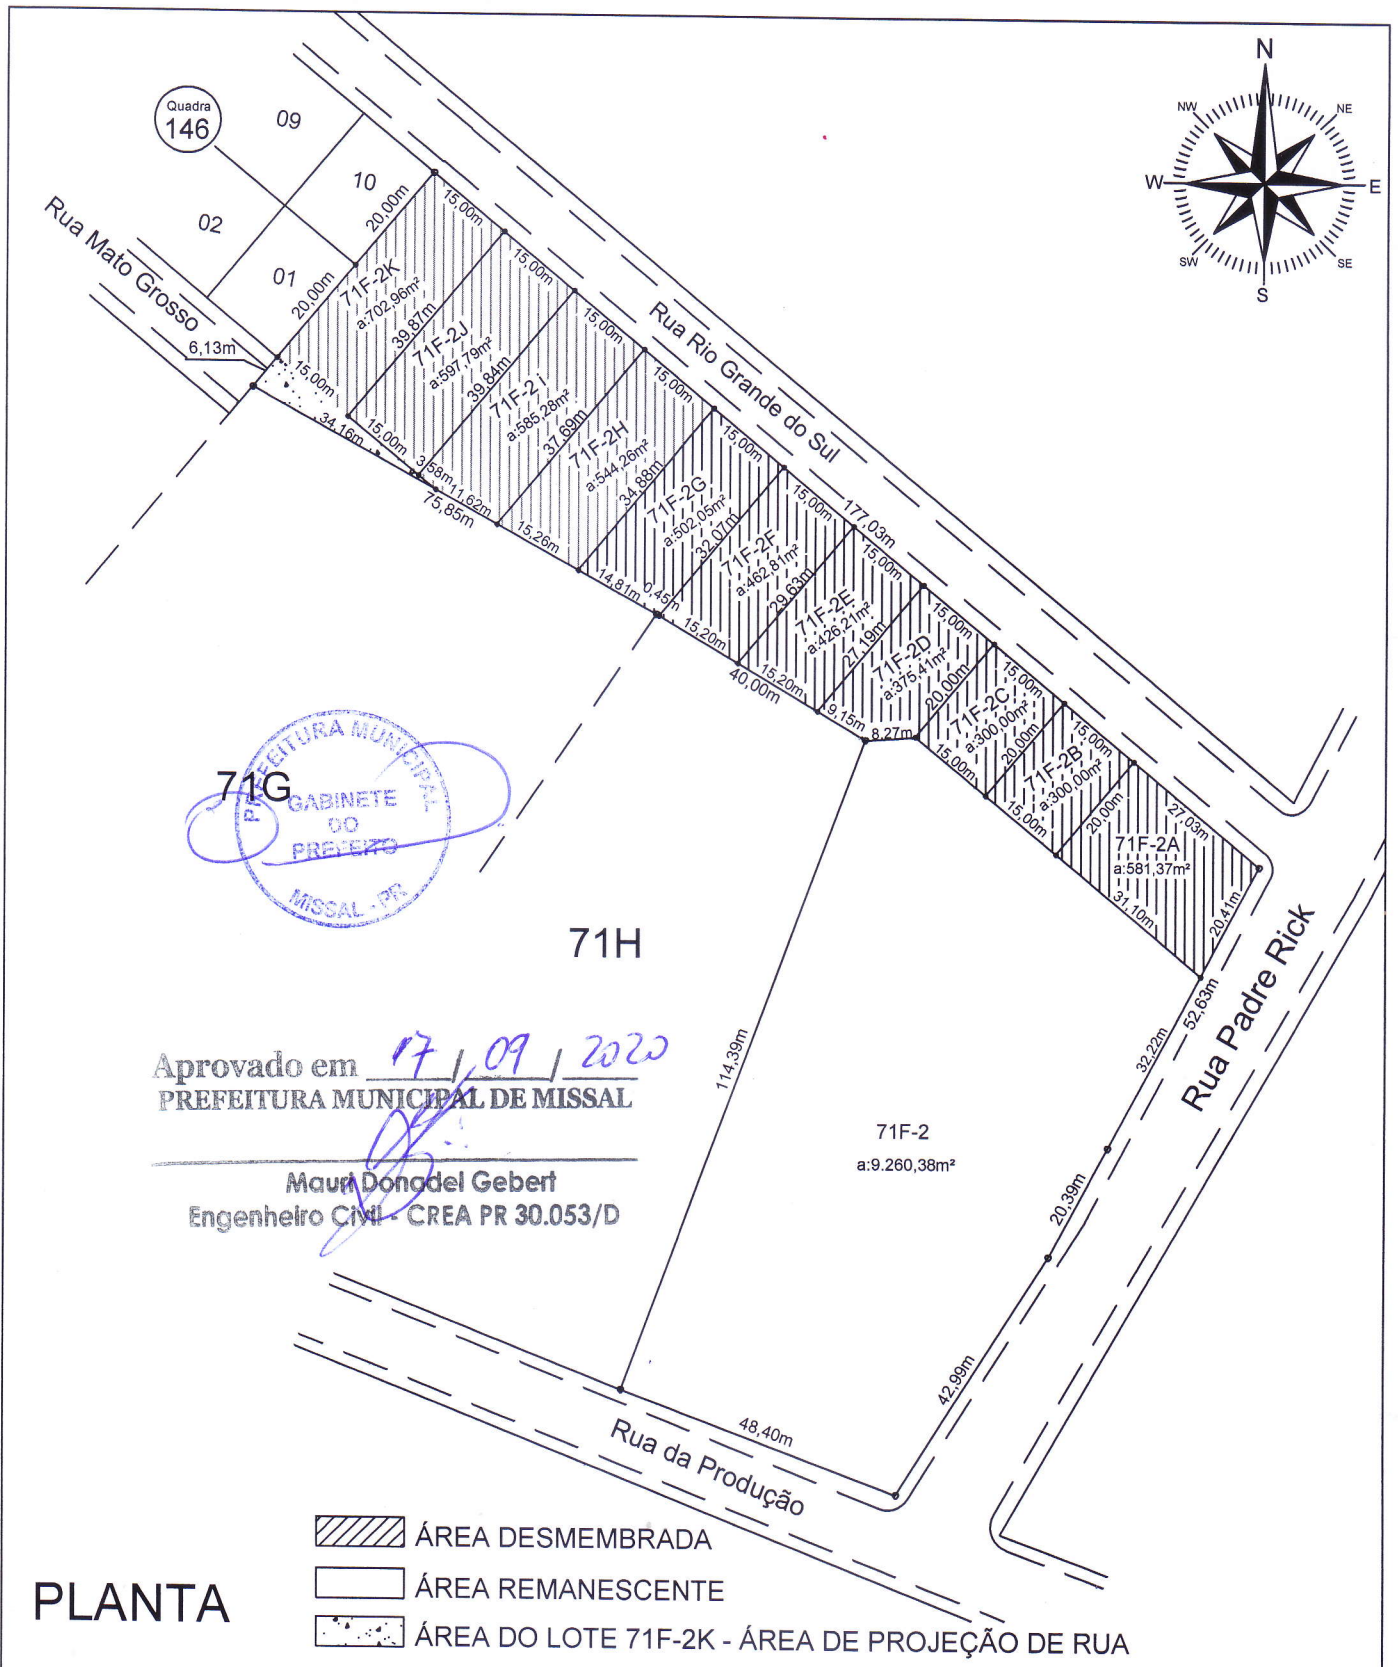 N
NE
E
SE
S
SW
W
NW
Quadra
146
09
10
02
01
Rua Mato Grosso
6,13m
20,00m
20,00m
15,00m
15,00m
34,16m
71F-2K
a:702,96m²
39,87m
15,00m
15,00m
3,58m
71F-2J
a:597,79m²
39,84m
15,00m
11,62m
75,85m
71F-2 i
a:585,28m²
37,69m
15,00m
15,26m
71F-2H
a:544,26m²
34,88m
Rua Rio Grande do Sul
177,03m
15,00m
14,81m
0,45m
71F-2G
a:502,05m²
32,07m
15,00m
15,20m
71F-2F
a:462,81m²
29,63m
15,00m
15,20m
40,00m
71F-2E
a:426,21m²
27,19m
15,00m
9,15m
8,27m
71F-2D
a:375,41m²
20,00m
15,00m
15,00m
71F-2C
a:300,00m²
20,00m
15,00m
15,00m
71F-2B
a:300,00m²
20,00m
27,03m
71F-2A
a:581,37m²
31,10m
20,41m
52,63m
Rua Padre Rick
32,22m
20,39m
42,99m
114,39m
71F-2
a:9.260,38m²
48,40m
Rua da Produção
71G
71H
PREFEITURA MUNICIPAL
GABINETE
DO
PREFEITO
MISSAL - PR
Aprovado em 17 / 09 / 2020
PREFEITURA MUNICIPAL DE MISSAL
Mauri Donadel Gebert
Engenheiro Civil - CREA PR 30.053/D
ÁREA DESMEMBRADA
ÁREA REMANESCENTE
ÁREA DO LOTE 71F-2K - ÁREA DE PROJEÇÃO DE RUA
PLANTA